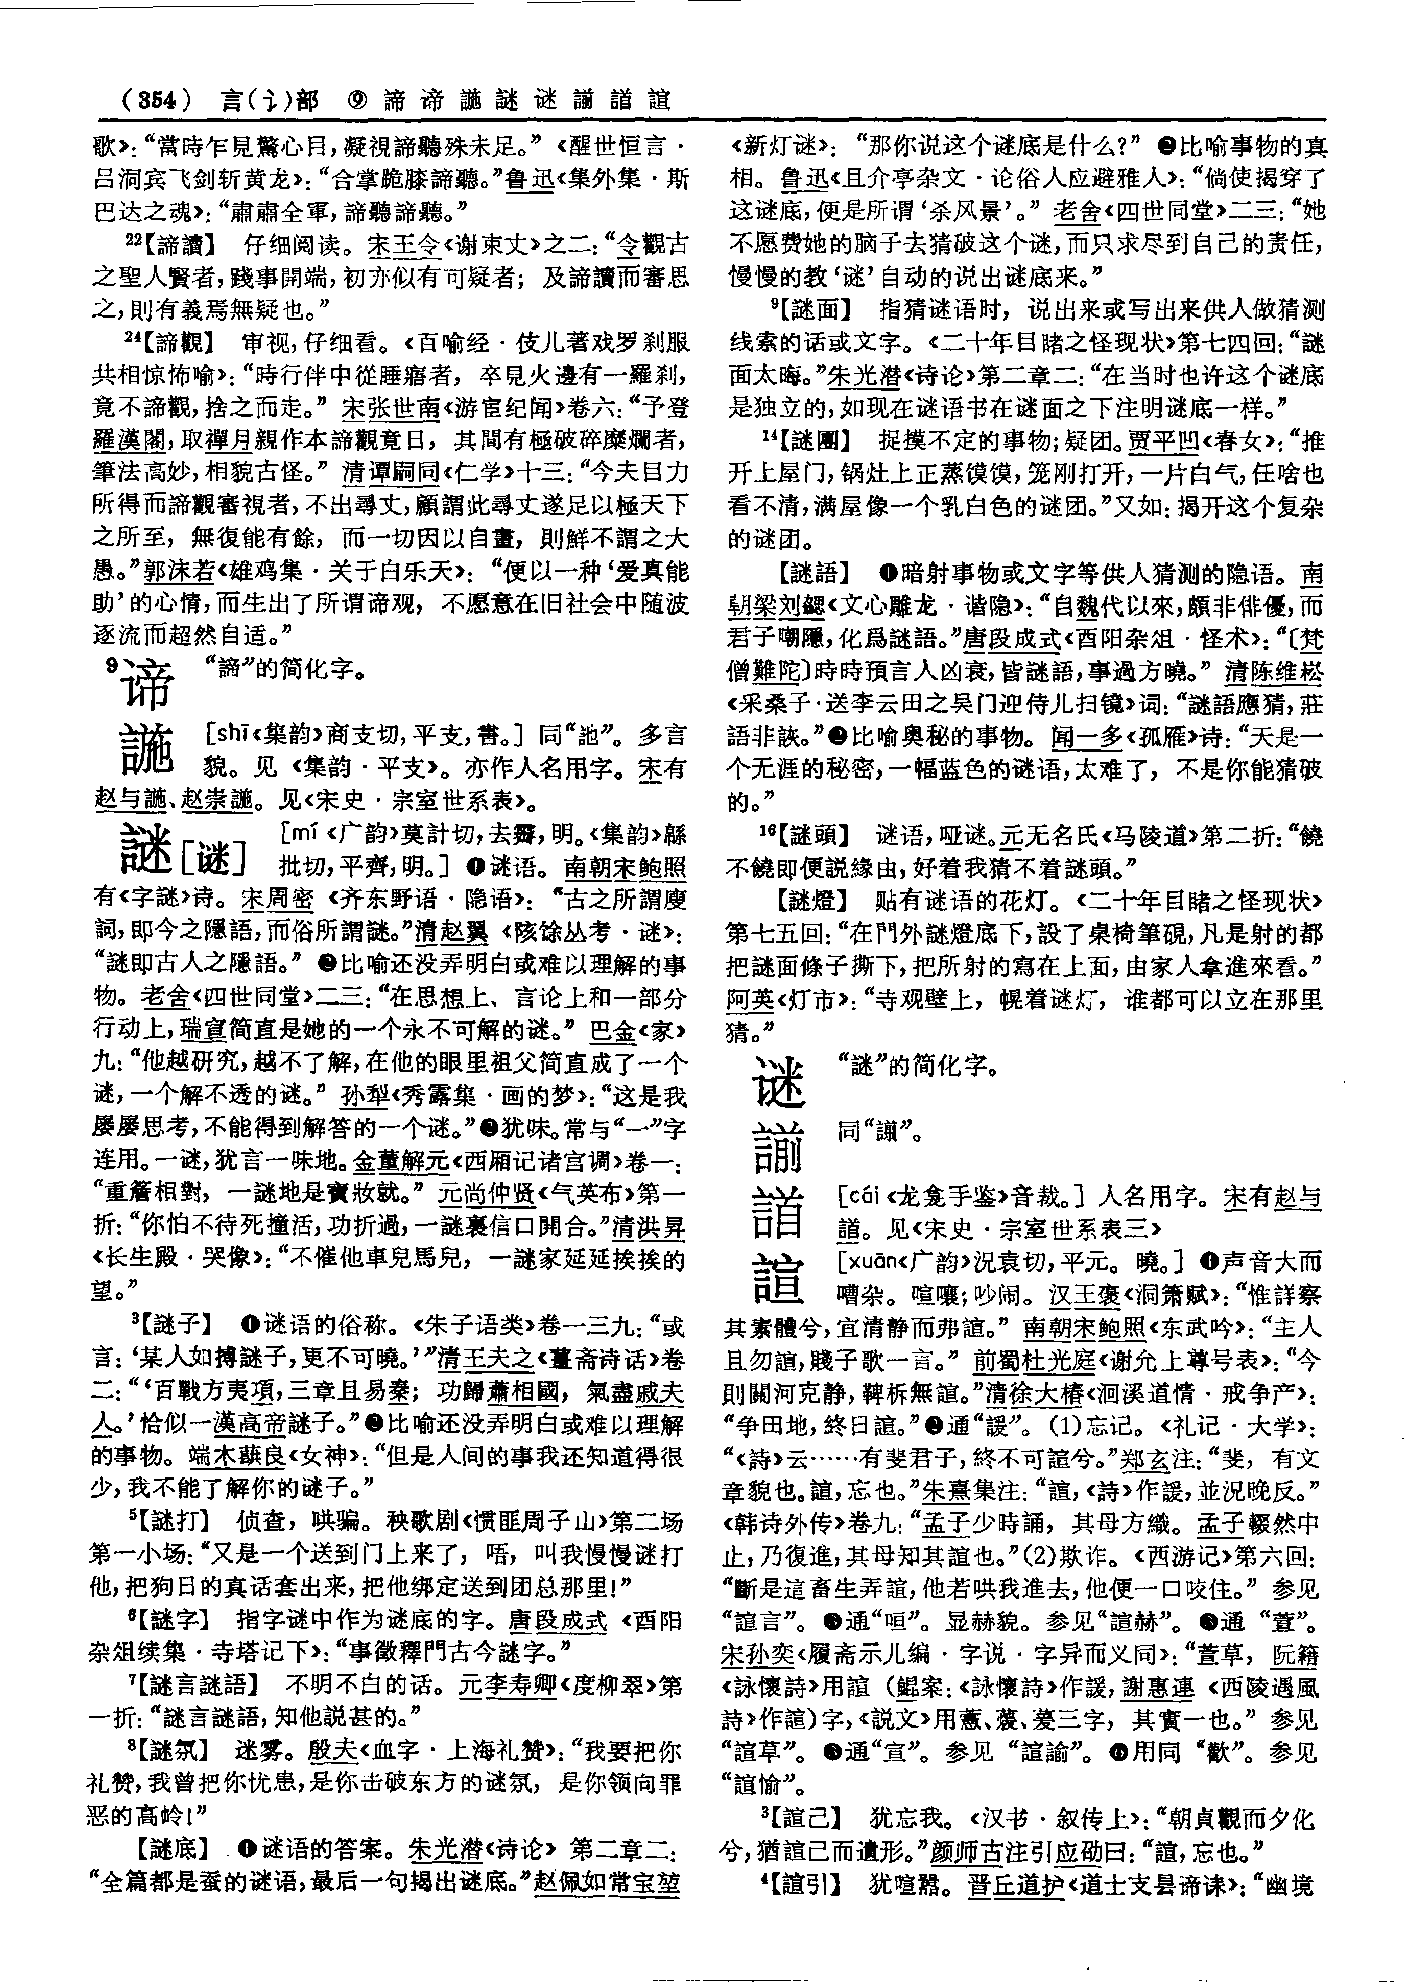 (354) 言(讠)部 ⑨ 諦谛䜐謎谜謭䜗諠
歌》：“當時乍見驚心目，凝視諦聽殊未足。”《醒世恒言·
吕洞宾飞剑斩黄龙》：“合掌跪膝諦聽。”鲁迅《集外集·斯
巴达之魂》：“肅肅全軍，諦聽諦聽。”
22【諦讀】 仔细阅读。宋王令《谢束丈》之二：“令觀古
之聖人賢者，踐事開端，初亦似有可疑者；及諦讀而審思
之，則有義焉無疑也。”
24【諦觀】 审视，仔细看。《百喻经·伎儿著戏罗刹服
共相惊怖喻》：“時行伴中從睡寤者，卒見火邊有一羅刹，
竟不諦觀，捨之而走。”宋张世南《游宦纪闻》卷六：“予登
羅漢閣，取禪月親作本諦觀竟日，其間有極破碎糜爛者，
筆法高妙，相貌古怪。”清谭嗣同《仁学》十三：“今夫目力
所得而諦觀審視者，不出尋丈，顧謂此尋丈遂足以極天下
之所至，無復能有餘，而一切因以自畫，則鮮不謂之大
愚。”郭沫若《雄鸡集·关于白乐天》：“便以一种‘爱真能
助’的心情，而生出了所谓谛观，不愿意在旧社会中随波
逐流而超然自适。”
9谛 “諦”的简化字。
䜐 [shī《集韵》商支切，平支，書。] 同“訑”。多言
貌。见《集韵·平支》。亦作人名用字。宋有
赵与䜐、赵崇䜐。见《宋史·宗室世系表》。
謎[谜] [mí《广韵》莫計切，去霽，明。《集韵》緜
批切，平齊，明。] ❶谜语。南朝宋鲍照
有《字謎》诗。宋周密《齐东野语·隐语》：“古之所謂廋
詞，即今之隱語，而俗所謂謎。”清赵翼《陔馀丛考·谜》：
“謎即古人之隱語。”❷比喻还没弄明白或难以理解的事
物。老舍《四世同堂》二三：“在思想上、言论上和一部分
行动上，瑞宣简直是她的一个永不可解的谜。”巴金《家》
九：“他越研究，越不了解，在他的眼里祖父简直成了一个
谜，一个解不透的谜。”孙犁《秀露集·画的梦》：“这是我
屡屡思考，不能得到解答的一个谜。”❸犹味。常与“一”字
连用。一谜，犹言一味地。金董解元《西厢记诸宫调》卷一：
“重簷相對，一謎地是寶妝就。”元尚仲贤《气英布》第一
折：“你怕不待死撞活，功折過，一謎裏信口開合。”清洪昇
《长生殿·哭像》：“不催他車兒馬兒，一謎家延延挨挨的
望。”
3【謎子】 ❶谜语的俗称。《朱子语类》卷一三九：“或
言：‘某人如搏謎子，更不可曉。’”清王夫之《薑斋诗话》卷
二：“‘百戰方夷項，三章且易秦；功歸蕭相國，氣盡戚夫
人。’恰似一漢高帝謎子。”❷比喻还没弄明白或难以理解
的事物。端木蕻良《女神》：“但是人间的事我还知道得很
少，我不能了解你的谜子。”
5【謎打】 侦查，哄骗。秧歌剧《惯匪周子山》第二场
第一小场：“又是一个送到门上来了，唔，叫我慢慢谜打
他，把狗日的真话套出来，把他绑定送到团总那里！”
6【謎字】 指字谜中作为谜底的字。唐段成式《酉阳
杂俎续集·寺塔记下》：“事徵釋門古今謎字。”
7【謎言謎語】 不明不白的话。元李寿卿《度柳翠》第
一折：“謎言謎語，知他説甚的。”
8【謎氛】 迷雾。殷夫《血字·上海礼赞》：“我要把你
礼赞，我曾把你忧患，是你击破东方的谜氛，是你领向罪
恶的高岭！”
【謎底】 ❶谜语的答案。朱光潜《诗论》第二章二：
“全篇都是蚕的谜语，最后一句揭出谜底。”赵佩如常宝堃
《新灯谜》：“那你说这个谜底是什么？”❷比喻事物的真
相。鲁迅《且介亭杂文·论俗人应避雅人》：“倘使揭穿了
这谜底，便是所谓‘杀风景’。”老舍《四世同堂》二三：“她
不愿费她的脑子去猜破这个谜，而只求尽到自己的责任，
慢慢的教‘谜’自动的说出谜底来。”
9【謎面】 指猜谜语时，说出来或写出来供人做猜测
线索的话或文字。《二十年目睹之怪现状》第七四回：“謎
面太晦。”朱光潜《诗论》第二章二：“在当时也许这个谜底
是独立的，如现在谜语书在谜面之下注明谜底一样。”
14【謎團】 捉摸不定的事物；疑团。贾平凹《春女》：“推
开上屋门，锅灶上正蒸馍馍，笼刚打开，一片白气，任啥也
看不清，满屋像一个乳白色的谜团。”又如：揭开这个复杂
的谜团。
【謎語】 ❶暗射事物或文字等供人猜测的隐语。南
朝梁刘勰《文心雕龙·谐隐》：“自魏代以來，頗非俳優，而
君子嘲隱，化爲謎語。”唐段成式《酉阳杂俎·怪术》：“〔梵
僧難陀〕時時預言人凶衰，皆謎語，事過方曉。”清陈维崧
《采桑子·送李云田之吴门迎侍儿扫镜》词：“謎語應猜，莊
語非詼。”❷比喻奥秘的事物。闻一多《孤雁》诗：“天是一
个无涯的秘密，一幅蓝色的谜语，太难了，不是你能猜破
的。”
16【謎頭】 谜语，哑谜。元无名氏《马陵道》第二折：“饒
不饒即便説緣由，好着我猜不着謎頭。”
【謎燈】 贴有谜语的花灯。《二十年目睹之怪现状》
第七五回：“在門外謎燈底下，設了桌椅筆硯，凡是射的都
把謎面條子撕下，把所射的寫在上面，由家人拿進來看。”
阿英《灯市》：“寺观壁上，幌着谜灯，谁都可以立在那里
猜。”
谜 “謎”的简化字。
謭 同“譾”。
䜗 [cái《龙龛手鉴》音裁。] 人名用字。宋有赵与
䜗。见《宋史·宗室世系表三》
諠 [xuān《广韵》況袁切，平元。曉。] ❶声音大而
嘈杂。喧嚷；吵闹。汉王褒《洞箫赋》：“惟詳察
其素體兮，宜清静而弗諠。”南朝宋鲍照《东武吟》：“主人
且勿諠，賤子歌一言。”前蜀杜光庭《谢允上尊号表》：“今
則關河克静，鞞柝無諠。”清徐大椿《洄溪道情·戒争产》：
“争田地，終日諠。”❷通“諼”。(1)忘记。《礼记·大学》：
“《詩》云……有斐君子，終不可諠兮。”郑玄注：“斐，有文
章貌也。諠，忘也。”朱熹集注：“諠，《詩》作諼，並況晚反。”
《韩诗外传》卷九：“孟子少時誦，其母方織。孟子輟然中
止，乃復進，其母知其諠也。”(2)欺诈。《西游记》第六回：
“斷是這畜生弄諠，他若哄我進去，他便一口咬住。”参见
“諠言”。❸通“咺”。显赫貌。参见“諠赫”。❹通“萱”。
宋孙奕《履斋示儿编·字说·字异而义同》：“萱草，阮籍
《詠懷詩》用諠（鯤案：《詠懷詩》作諼，謝惠連《西陵遇風
詩》作諠）字，《説文》用藼、蕿、萲三字，其實一也。”参见
“諠草”。❺通“宣”。参见“諠諭”。❻用同“歡”。参见
“諠愉”。
3【諠己】 犹忘我。《汉书·叙传上》：“朝貞觀而夕化
兮，猶諠己而遺形。”颜师古注引应劭曰：“諠，忘也。”
4【諠引】 犹喧嚣。晋丘道护《道士支昙谛诔》：“幽境